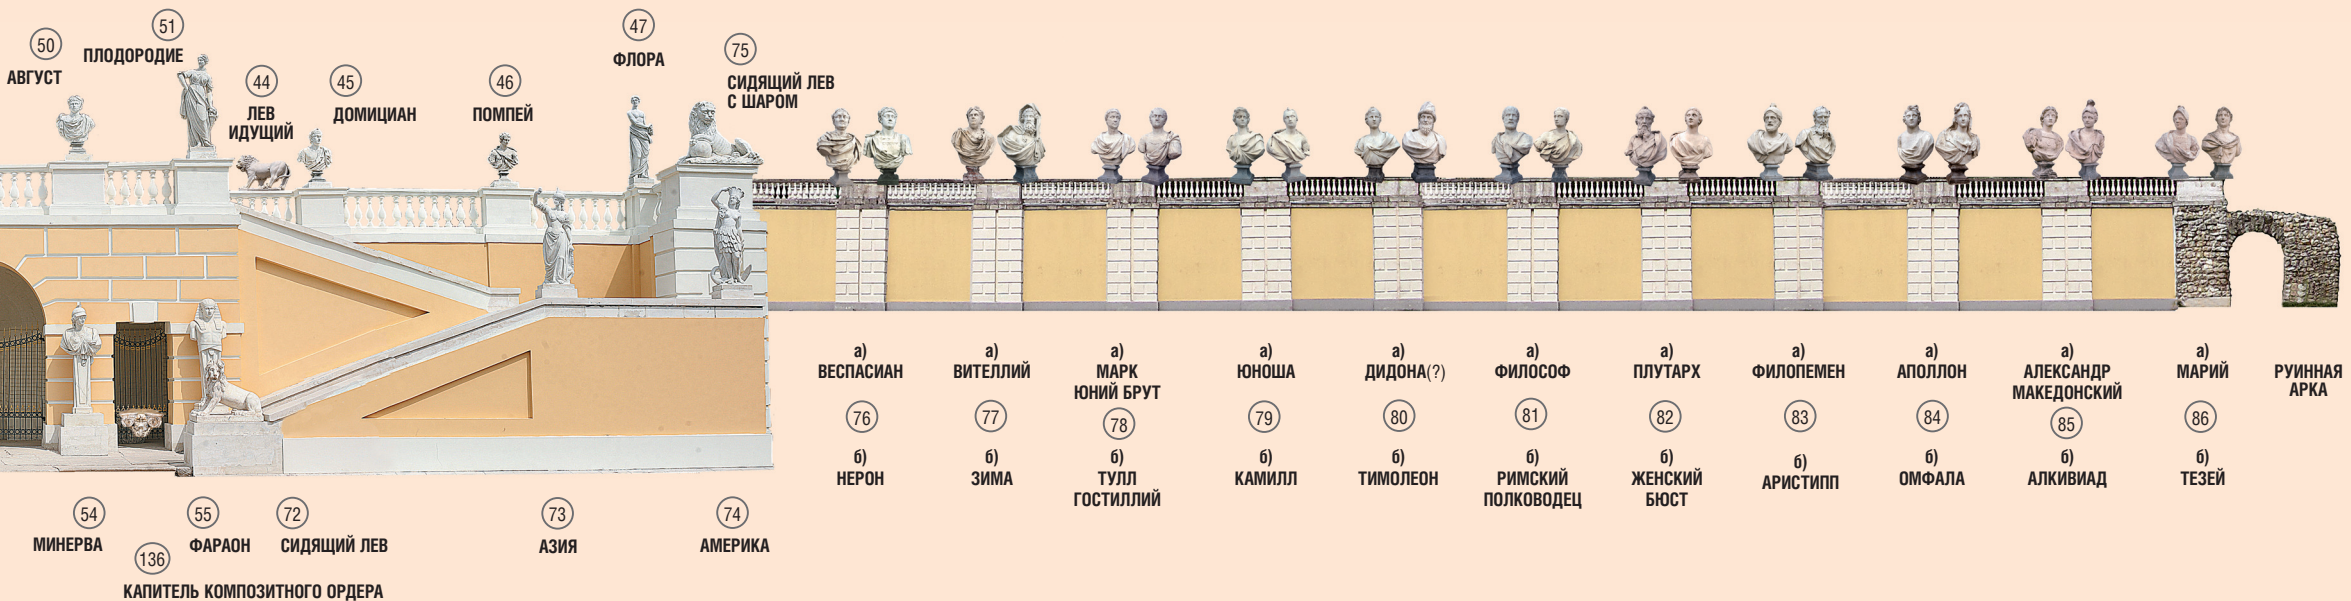 50
АВГУСТ
51
ПЛОДОРОДИЕ
44
ЛЕВ
ИДУЩИЙ
45
ДОМИЦИАН
46
ПОМПЕЙ
47
ФЛОРА
75
СИДЯЩИЙ ЛЕВ
С ШАРОМ
54
МИНЕРВА
136
КАПИТЕЛЬ КОМПОЗИТНОГО ОРДЕРА
55
ФАРАОН
72
СИДЯЩИЙ ЛЕВ
73
АЗИЯ
74
АМЕРИКА
а)
ВЕСПАСИАН
76
б)
НЕРОН
а)
ВИТЕЛЛИЙ
77
б)
ЗИМА
а)
МАРК
ЮНИЙ БРУТ
78
б)
ТУЛЛ
ГОСТИЛЛИЙ
а)
ЮНОША
79
б)
КАМИЛЛ
а)
ДИДОНА(?)
80
б)
ТИМОЛЕОН
а)
ФИЛОСОФ
81
б)
РИМСКИЙ
ПОЛКОВОДЕЦ
а)
ПЛУТАРХ
82
б)
ЖЕНСКИЙ
БЮСТ
а)
ФИЛОПЕМЕН
83
б)
АРИСТИПП
а)
АПОЛЛОН
84
б)
ОМФАЛА
а)
АЛЕКСАНДР
МАКЕДОНСКИЙ
85
б)
АЛКИВИАД
а)
МАРИЙ
86
б)
ТЕЗЕЙ
РУИННАЯ
АРКА